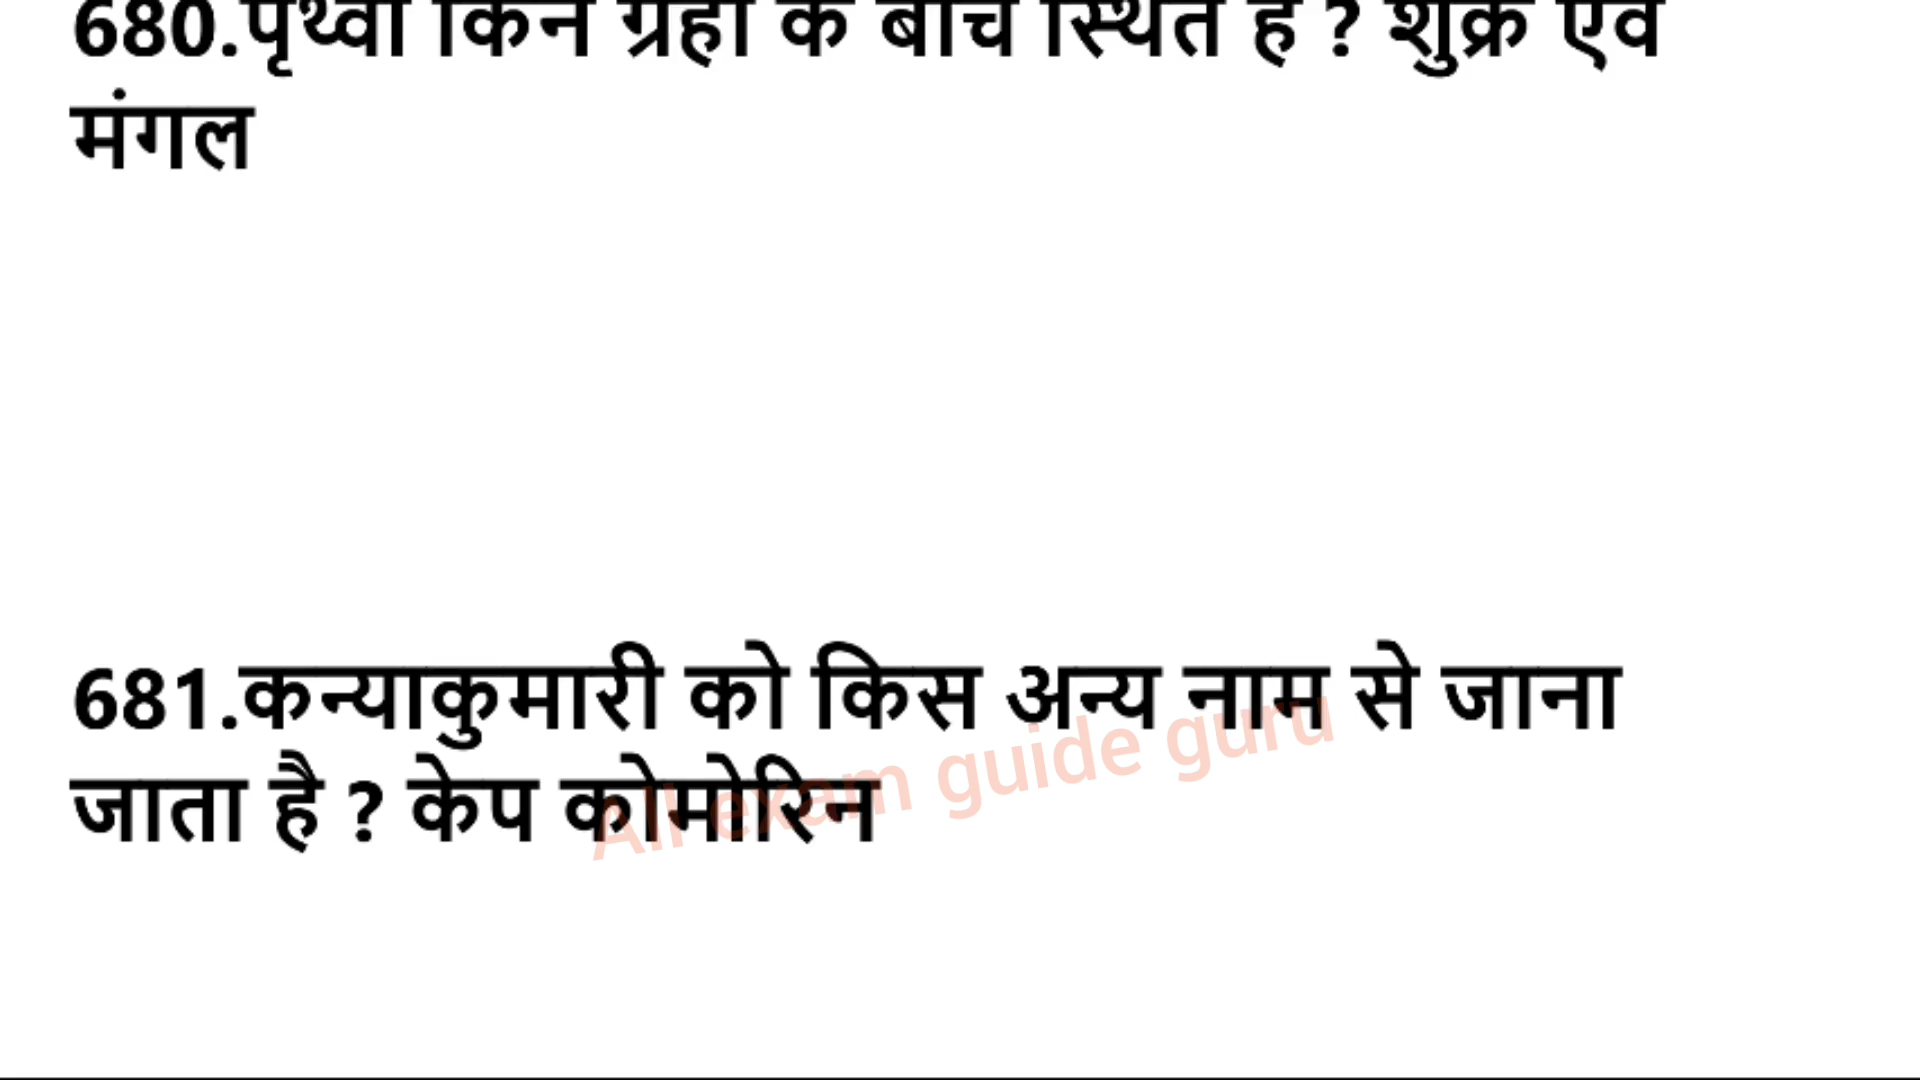 680.पृथ्वी किन ग्रहों के बीच स्थित है ? शुक्र एवं
मंगल
681.कन्याकुमारी को किस अन्य नाम से जाना
जाता है ? केप कोमोरिन
All exam guide guru